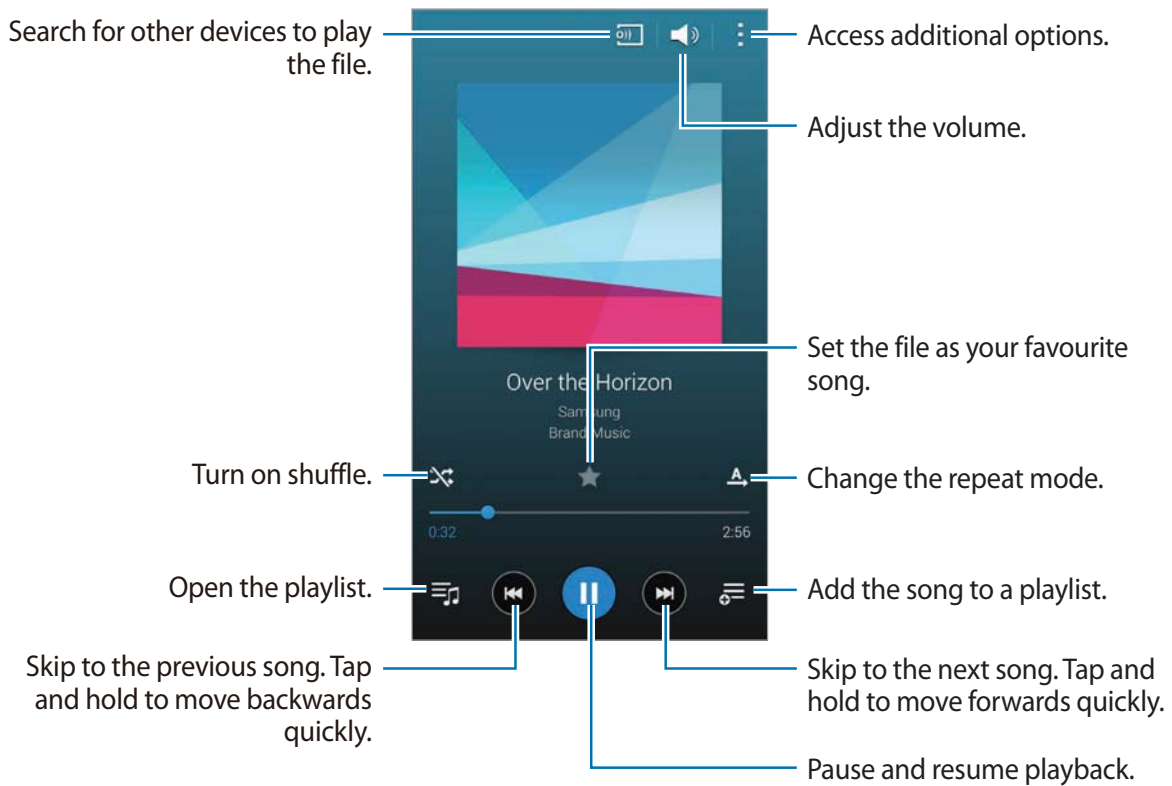 Search for other devices to play
the file.
Access additional options.
Adjust the volume.
Set the file as your favourite
song.
Over the Horizon
Samsung
Brand Music
Turn on shuffle.
A
Change the repeat mode.
0:32
2:56
Open the playlist.
Add the song to a playlist.
Skip to the previous song. Tap
and hold to move backwards
quickly.
Skip to the next song. Tap and
hold to move forwards quickly.
Pause and resume playback.